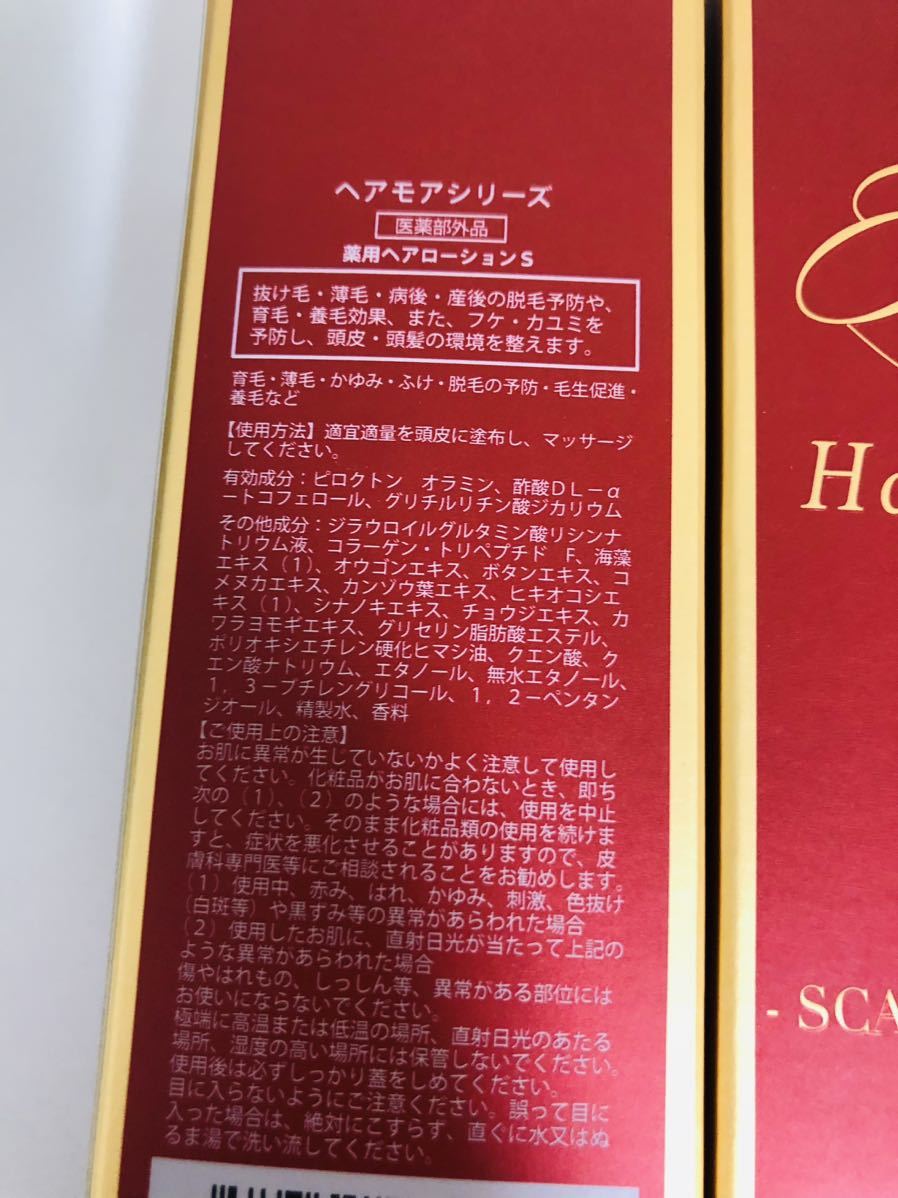 ヘアモアシリーズ
医薬部外品
薬用ヘアローションS
抜け毛・薄毛・病後・産後の脱毛予防や、
育毛・養毛効果、また、フケ・カユミを
予防し、頭皮・頭髪の環境を整えます。
育毛・薄毛・かゆみ・ふけ・脱毛の予防・毛生促進・
養毛など
【使用方法】適宜適量を頭皮に塗布し、マッサージ
してください。
有効成分：ピロクトン　オラミン、酢酸DL－α
－トコフェロール、グリチルリチン酸ジカリウム
その他成分：ジラウロイルグルタミン酸リシンナ
トリウム液、コラーゲン・トリペプチド　F、海藻
エキス（1）、オウゴンエキス、ボタンエキス、コ
メヌカエキス、カンゾウ葉エキス、ヒキオコシエ
キス（1）、シナノキエキス、チョウジエキス、カ
ワラヨモギエキス、グリセリン脂肪酸エステル、
ポリオキシエチレン硬化ヒマシ油、クエン酸、ク
エン酸ナトリウム、エタノール、無水エタノール、
1，3－ブチレングリコール、1，2－ペンタン
ジオール、精製水、香料
【ご使用上の注意】
お肌に異常が生じていないかよく注意して使用し
てください。化粧品がお肌に合わないとき、即ち
次の（1）、（2）のような場合には、使用を中止
してください。そのまま化粧品類の使用を続けま
すと、症状を悪化させることがありますので、皮
膚科専門医等にご相談されることをお勧めします。
（1）使用中、赤み、はれ、かゆみ、刺激、色抜け
（白斑等）や黒ずみ等の異常があらわれた場合
（2）使用したお肌に、直射日光が当たって上記の
ような異常があらわれた場合
傷やはれもの、しっしん等、異常がある部位には
お使いにならないでください。
極端に高温または低温の場所、直射日光のあたる
場所、湿度の高い場所には保管しないでください。
使用後は必ずしっかり蓋をしめてください。
目に入らないようにご注意ください。誤って目に
入った場合は、絶対にこすらず、直ぐに水又はぬ
るま湯で洗い流してください。
Ha
- SCA